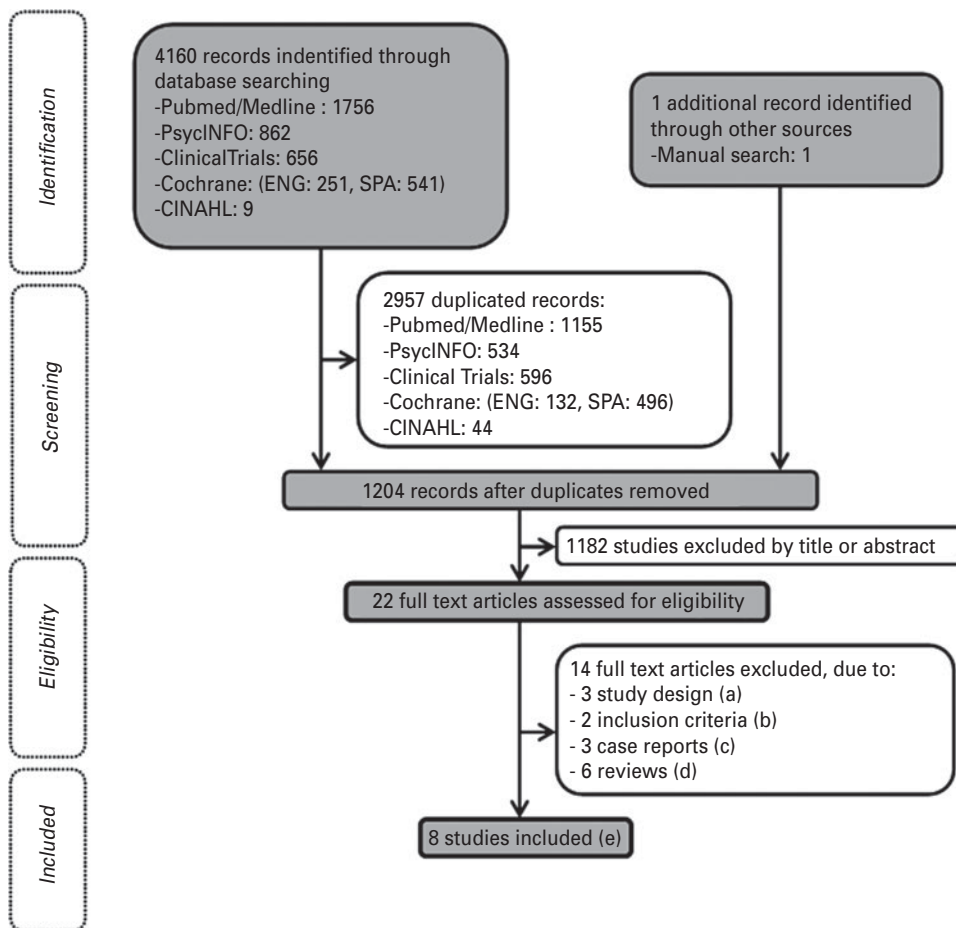 Identification
4160 records indentified through
database searching
-Pubmed/Medline : 1756
-PsycINFO: 862
-ClinicalTrials: 656
-Cochrane: (ENG: 251, SPA: 541)
-CINAHL: 9
1 additional record identified
through other sources
-Manual search: 1
Screening
2957 duplicated records:
-Pubmed/Medline : 1155
-PsycINFO: 534
-Clinical Trials: 596
-Cochrane: (ENG: 132, SPA: 496)
-CINAHL: 44
1204 records after duplicates removed
1182 studies excluded by title or abstract
Eligibility
22 full text articles assessed for eligibility
14 full text articles excluded, due to:
- 3 study design (a)
- 2 inclusion criteria (b)
- 3 case reports (c)
- 6 reviews (d)
Included
8 studies included (e)